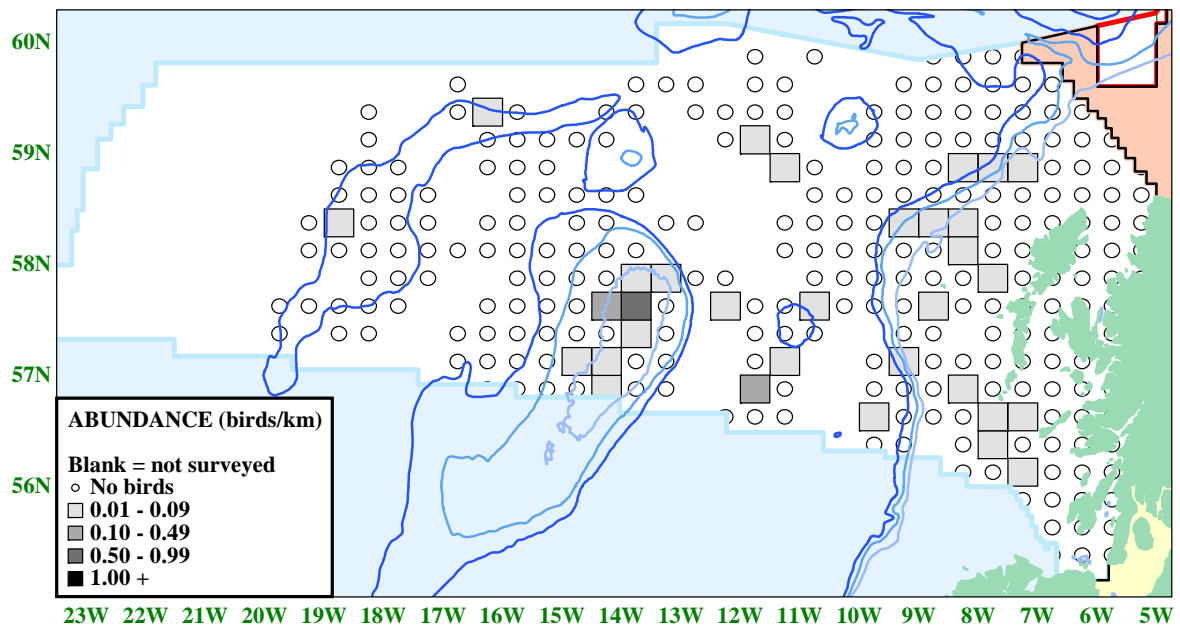 60N
59N
58N
57N
56N
ABUNDANCE (birds/km)
Blank = not surveyed
No birds
0.01 - 0.09
0.10 - 0.49
0.50 - 0.99
1.00 +
23W 22W 21W 20W 19W 18W 17W 16W 15W 14W 13W 12W 11W 10W 9W 8W 7W 6W 5W